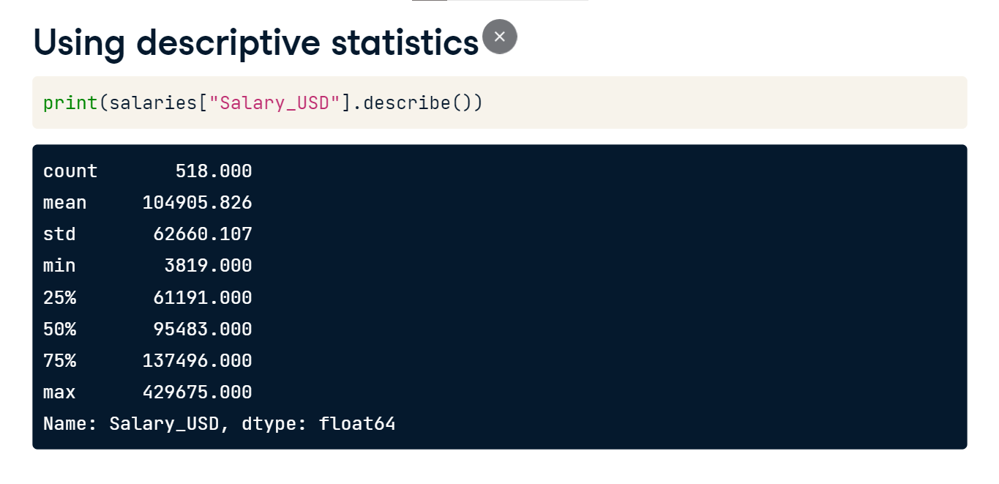 Using descriptive statistics
print(salaries["Salary_USD"].describe())
count       518.000
mean     104905.826
std       62660.107
min        3819.000
25%       61191.000
50%       95483.000
75%      137496.000
max      429675.000
Name: Salary_USD, dtype: float64